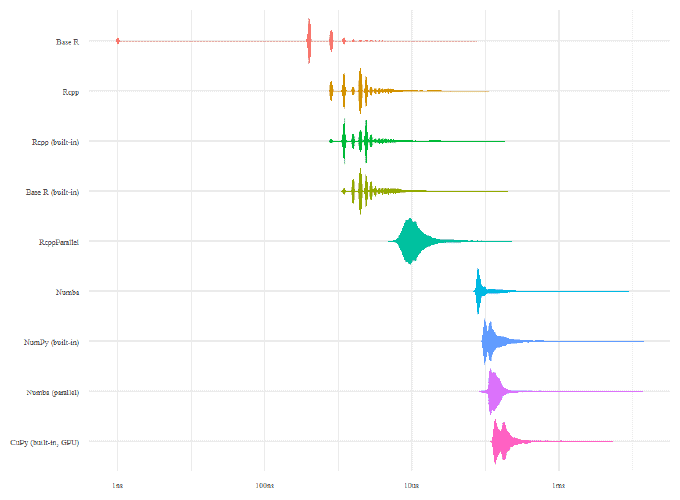 Base R
Rcpp
Rcpp (built-in)
Base R (built-in)
RcppParallel
Numba
NumPy (built-in)
Numba (parallel)
CuPy (built-in, GPU)
1ns 100ns 10us 1ms